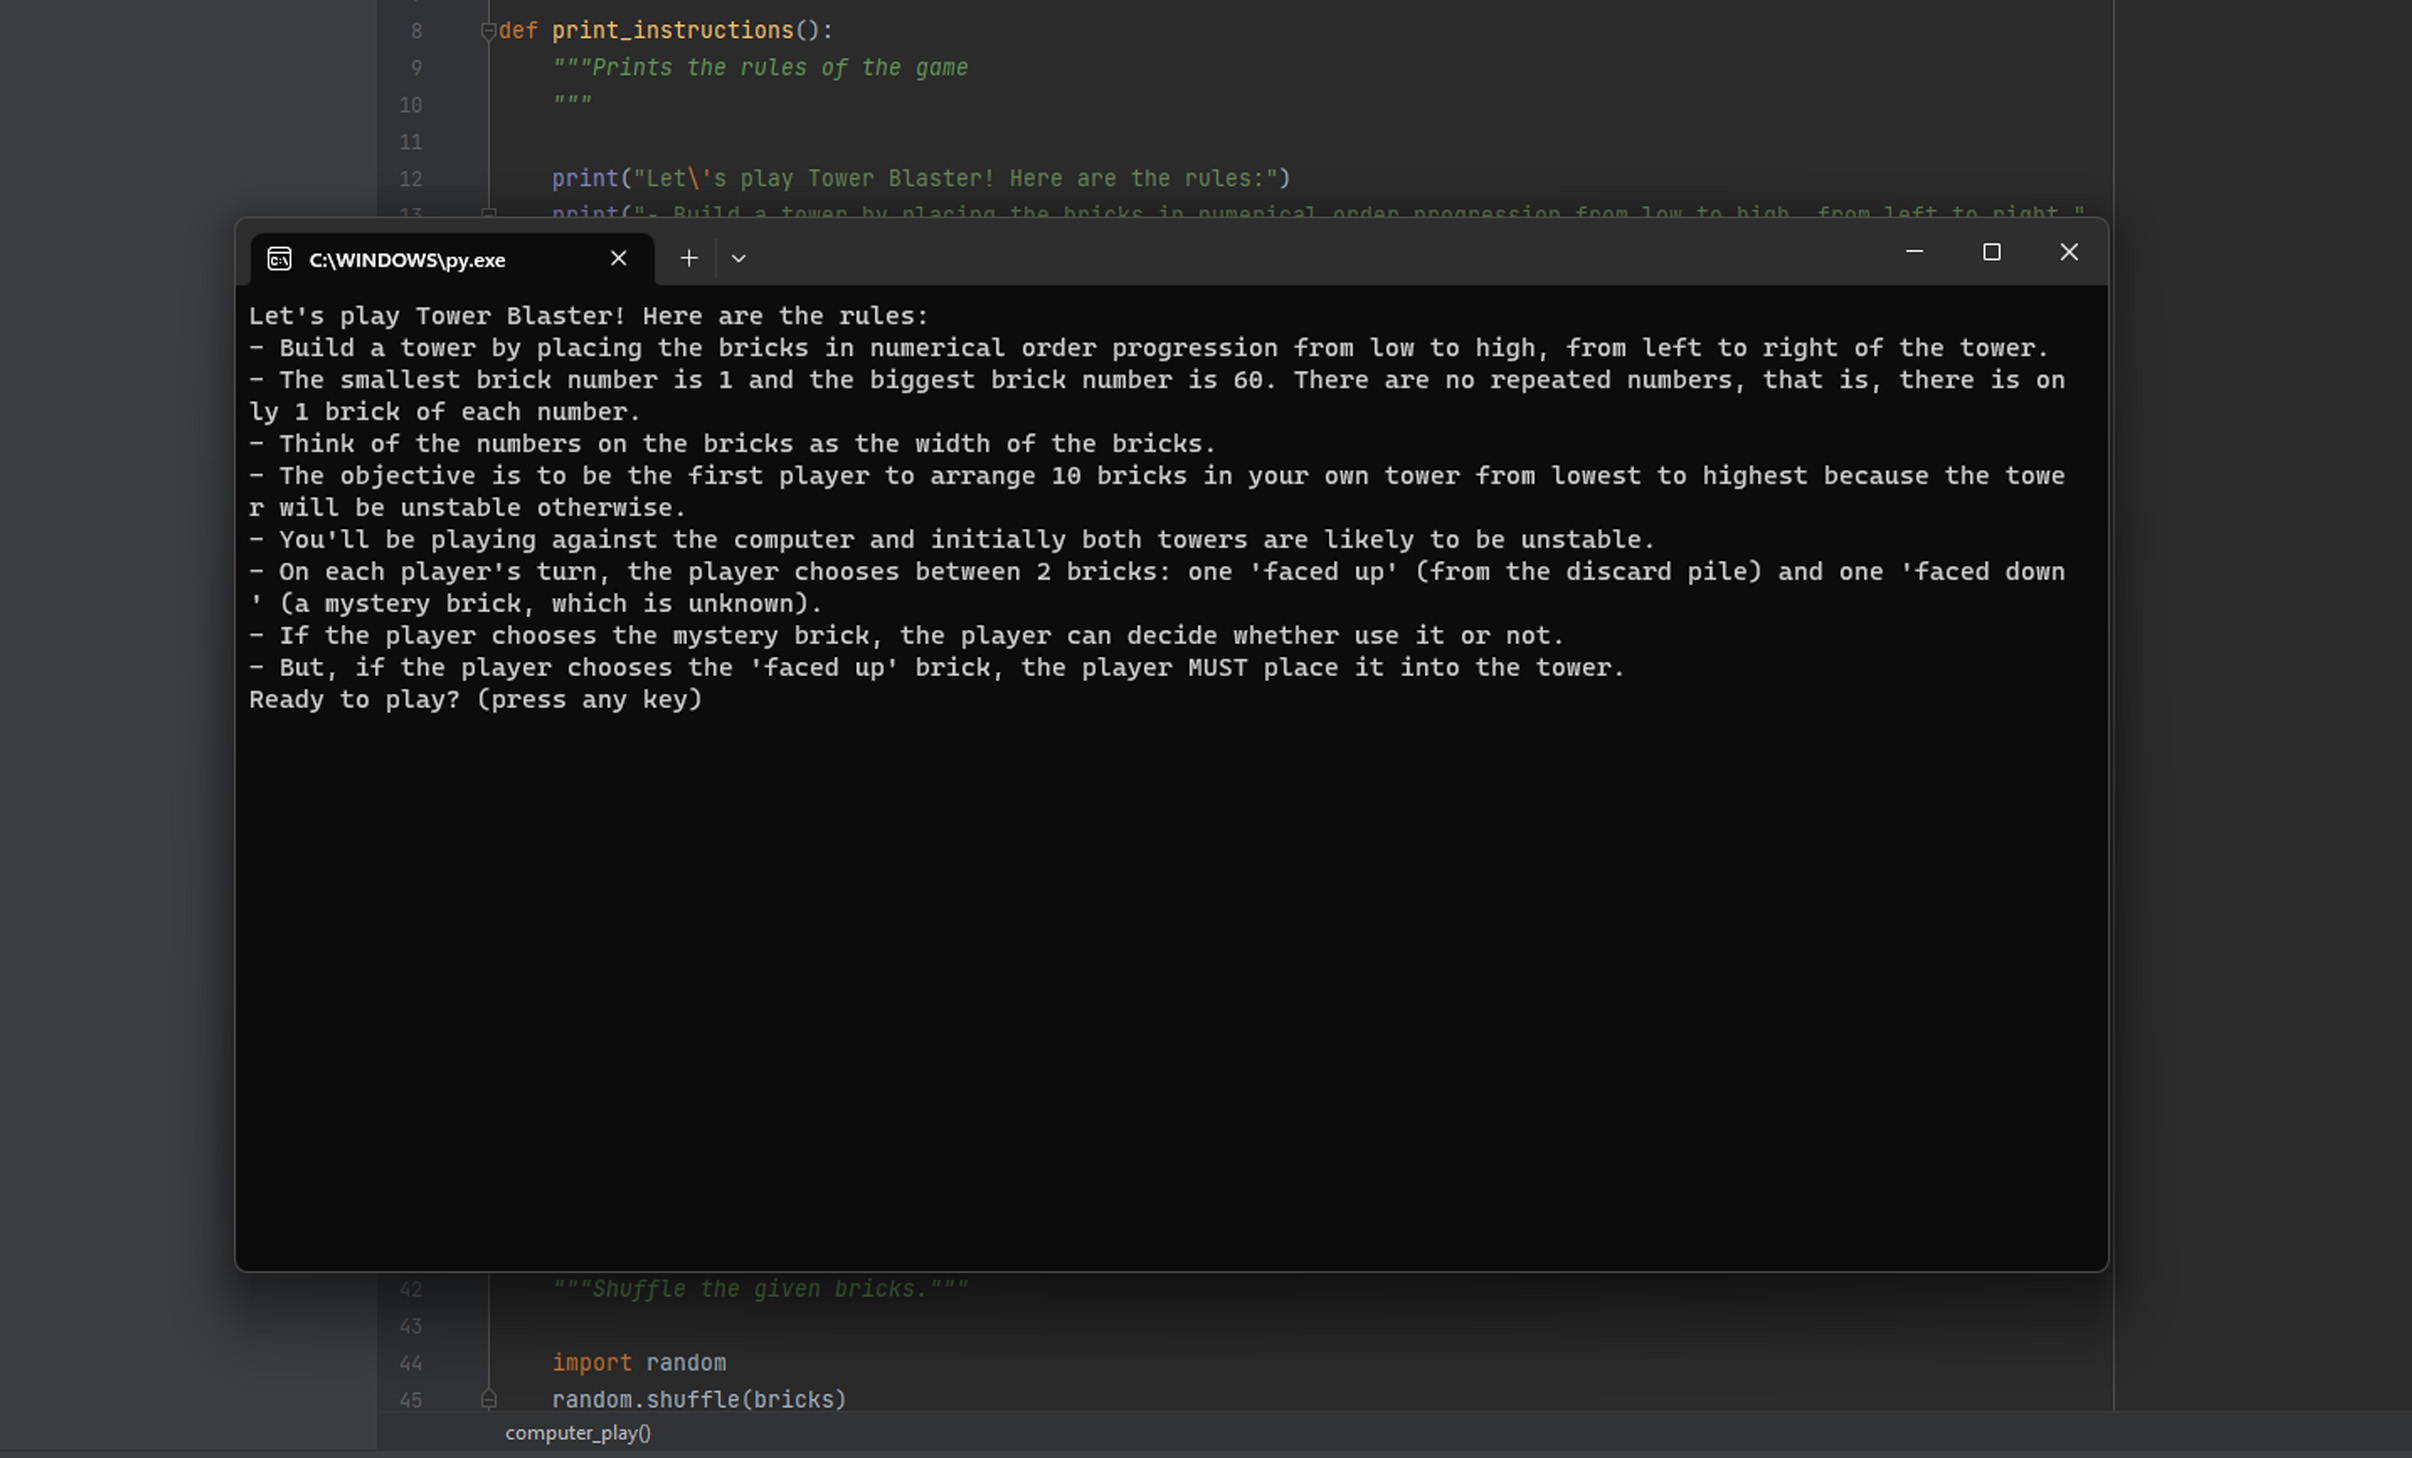 8 def print_instructions():
9 """Prints the rules of the game
10 """
11
12 print("Let\'s play Tower Blaster! Here are the rules:")
13 print("- Build a tower by placing the bricks in numerical order progression from low to high, from left to right "
C:\WINDOWS\py.exe
Let's play Tower Blaster! Here are the rules:
- Build a tower by placing the bricks in numerical order progression from low to high, from left to right of the tower.
- The smallest brick number is 1 and the biggest brick number is 60. There are no repeated numbers, that is, there is on
ly 1 brick of each number.
- Think of the numbers on the bricks as the width of the bricks.
- The objective is to be the first player to arrange 10 bricks in your own tower from lowest to highest because the towe
r will be unstable otherwise.
- You'll be playing against the computer and initially both towers are likely to be unstable.
- On each player's turn, the player chooses between 2 bricks: one 'faced up' (from the discard pile) and one 'faced down
' (a mystery brick, which is unknown).
- If the player chooses the mystery brick, the player can decide whether use it or not.
- But, if the player chooses the 'faced up' brick, the player MUST place it into the tower.
Ready to play? (press any key)
42 """Shuffle the given bricks."""
43
44 import random
45 random.shuffle(bricks)
computer_play()